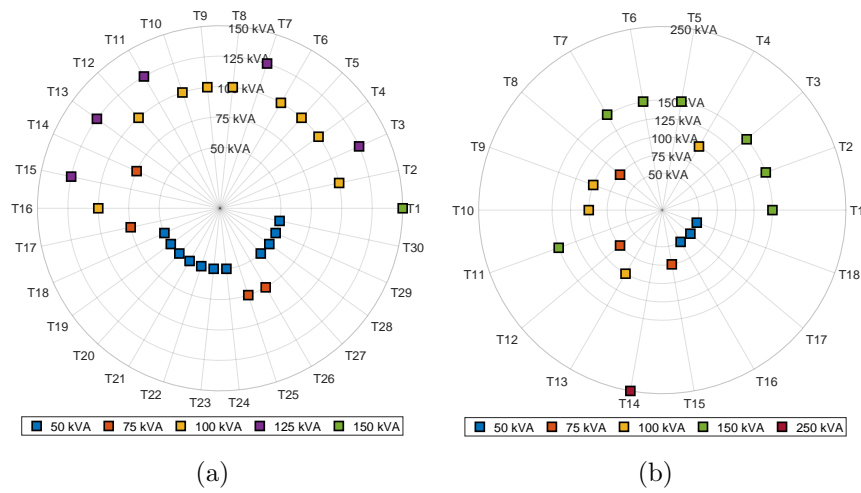 T9
T8
T10
150 kVA
T7
T11
125 kVA
T6
T12
100 kVA
T5
T13
75 kVA
T4
T14
50 kVA
T3
T15
T2
T16
T1
T17
T30
T18
T29
T19
T28
T20
T27
T21
T26
T22
T25
T23
T24
50 kVA 75 kVA 100 kVA 125 kVA 150 kVA
(a)
T6
T5
250 kVA
T7
T4
T8
150 kVA
T3
125 kVA
T9
100 kVA
T2
75 kVA
50 kVA
T10
T1
T11
T18
T12
T17
T13
T16
T14
T15
50 kVA 75 kVA 100 kVA 150 kVA 250 kVA
(b)